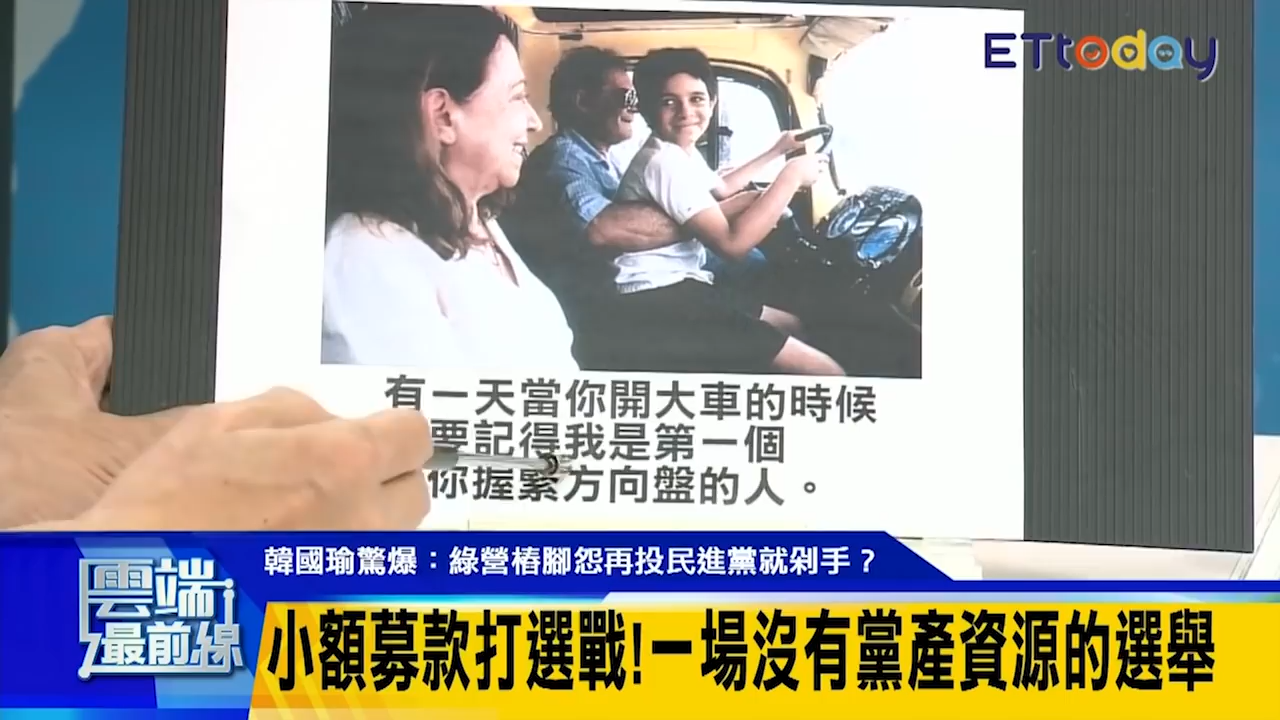 ETtoday
有一天當你開大車的時候
要記得我是第一個
你握緊方向盤的人。
韓國瑜驚爆：綠營樁腳怨再投民進黨就剁手？
雲端
最前線
小額募款打選戰!一場沒有黨產資源的選舉